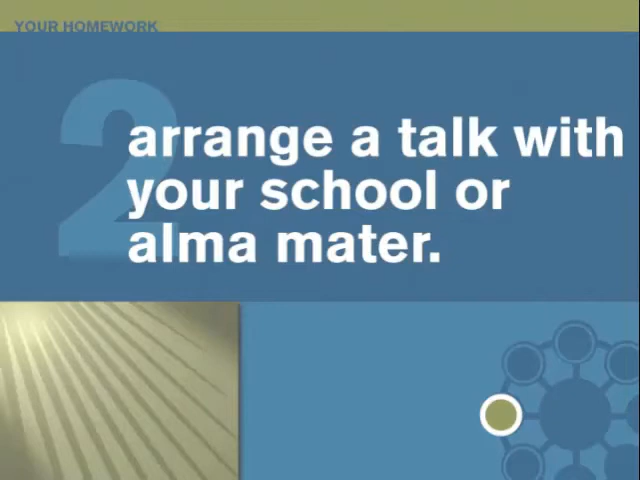 YOUR HOMEWORK
2
arrange a talk with
your school or
alma mater.